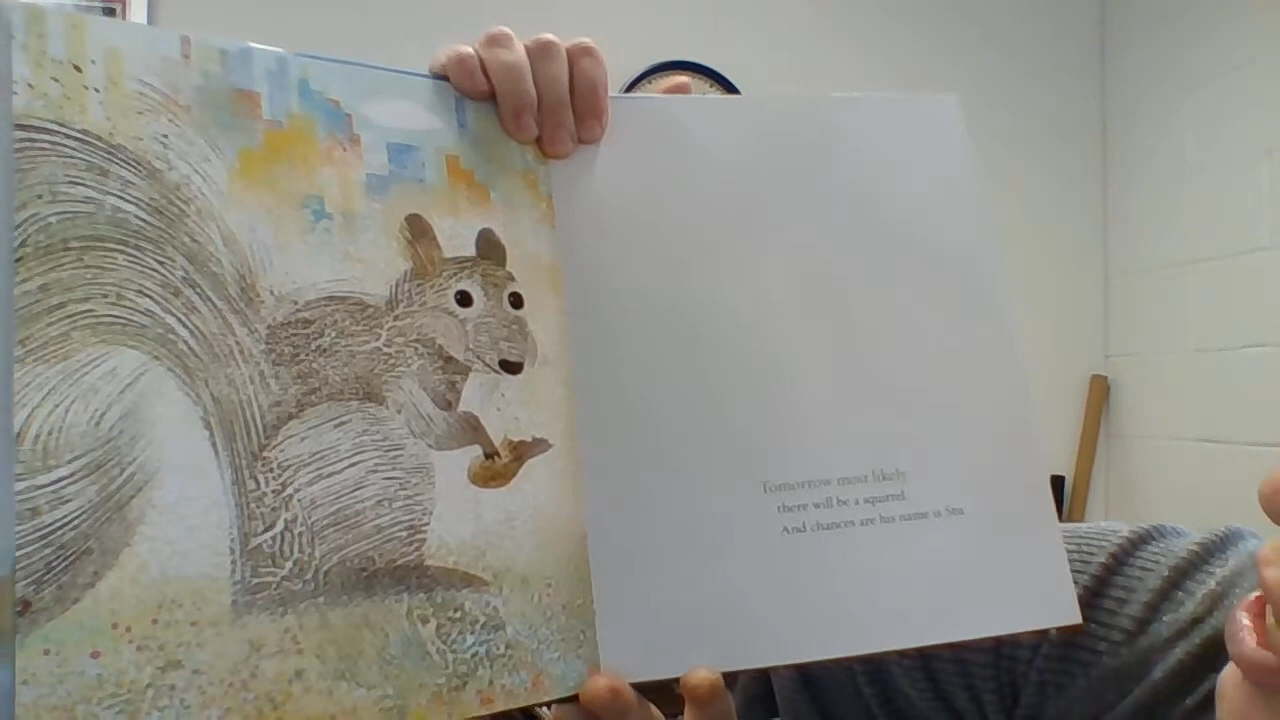 Tomorrow most likely
there will be a squirrel.
And chances are his name is Stu.